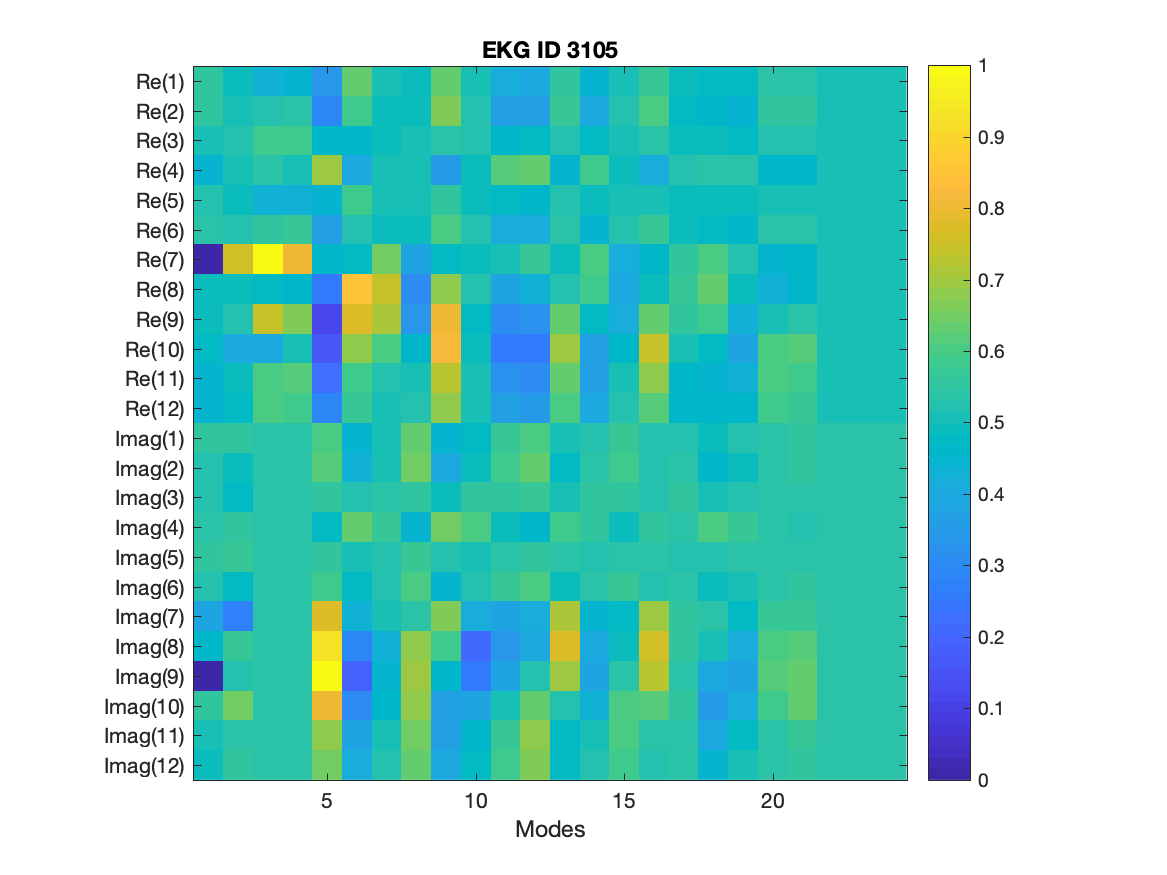 EKG ID 3105
Re(1)
Re(2)
Re(3)
Re(4)
Re(5)
Re(6)
Re(7)
Re(8)
Re(9)
Re(10)
Re(11)
Re(12)
Imag(1)
Imag(2)
Imag(3)
Imag(4)
Imag(5)
Imag(6)
Imag(7)
Imag(8)
Imag(9)
Imag(10)
Imag(11)
Imag(12)
5 10 15 20
Modes
1
0.9
0.8
0.7
0.6
0.5
0.4
0.3
0.2
0.1
0